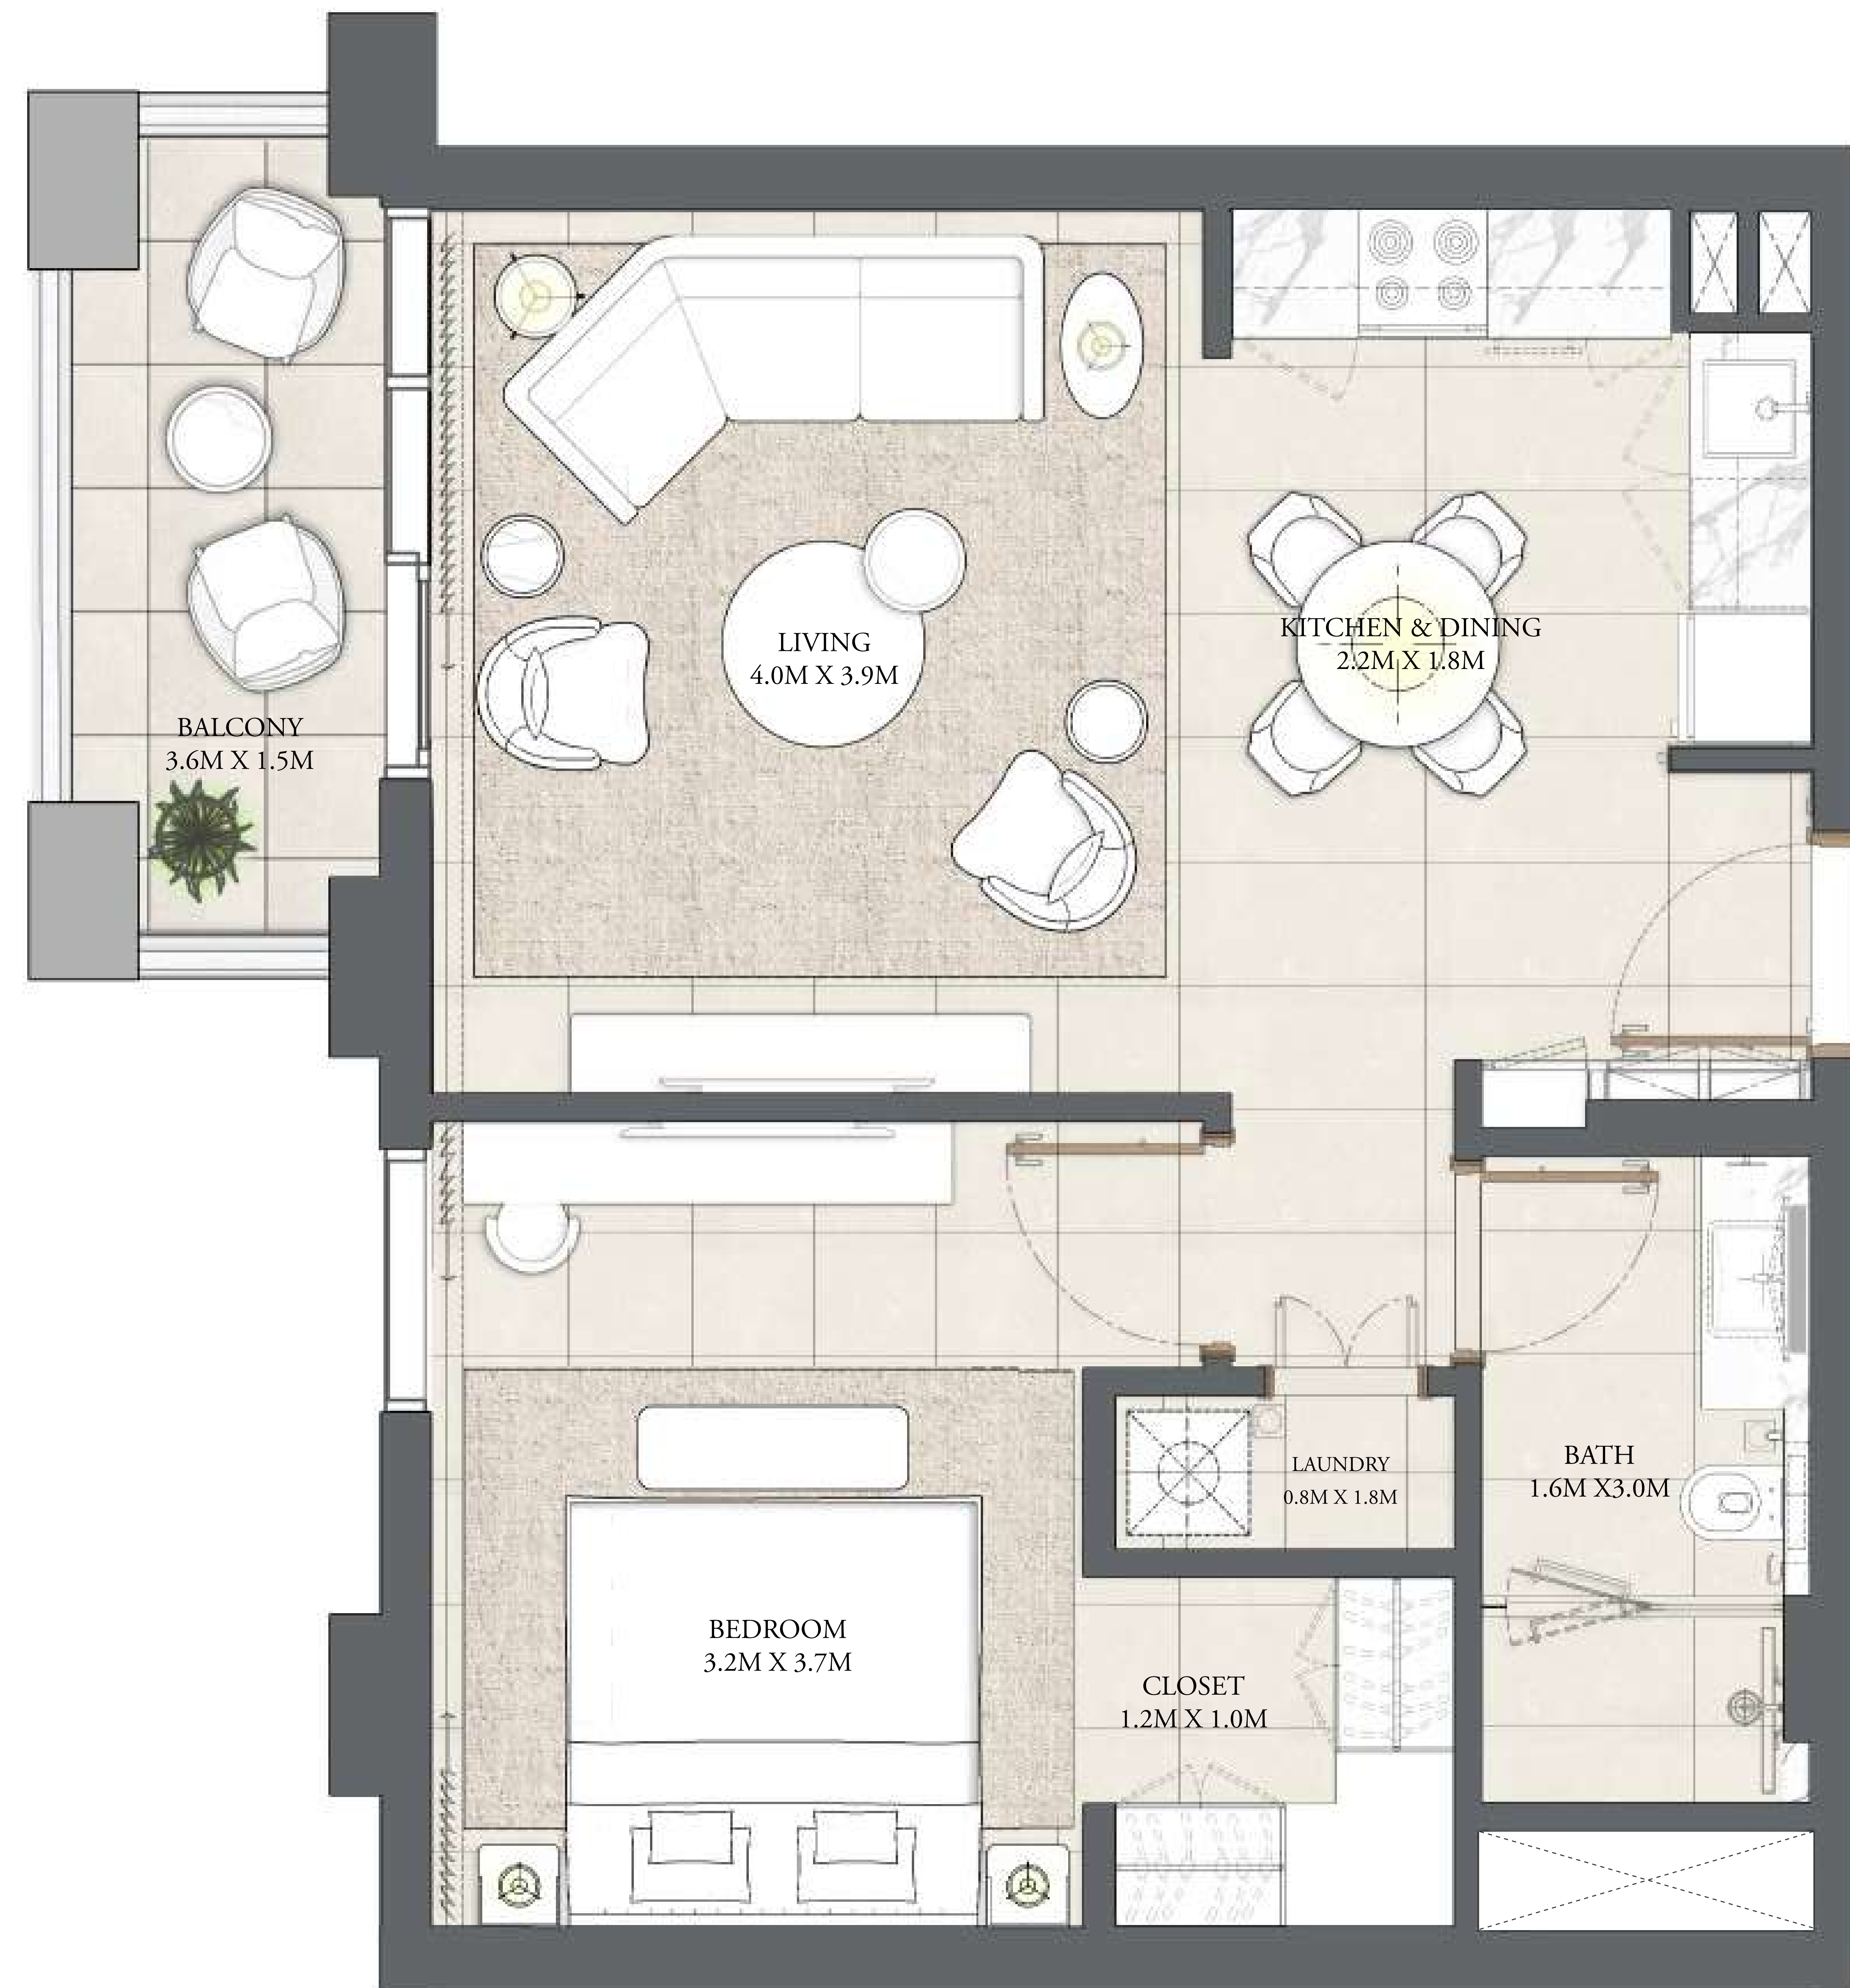 KITCHEN & DINING
2.2M X 1.8M
LIVING
4.0M X 3.9M
BALCONY
3.6M X 1.5M
BATH
1.6M X3.0M
LAUNDRY
0.8M X 1.8M
BEDROOM
3.2M X 3.7M
CLOSET
1.2M X 1.0M